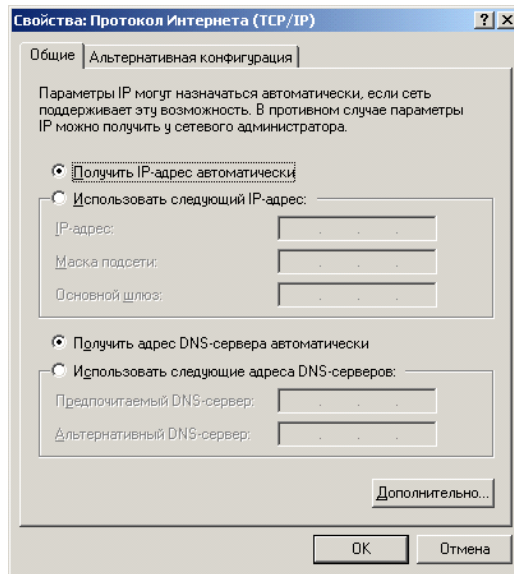 Свойства: Протокол Интернета (TCP/IP)
Общие
Альтернативная конфигурация
Параметры IP могут назначаться автоматически, если сеть
поддерживает эту возможность. В противном случае параметры
IP можно получить у сетевого администратора.
Получить IP-адрес автоматически
Использовать следующий IP-адрес:
IP-адрес:
Маска подсети:
Основной шлюз:
Получить адрес DNS-сервера автоматически
Использовать следующие адреса DNS-серверов:
Предпочитаемый DNS-сервер:
Альтернативный DNS-сервер:
Дополнительно...
OK
Отмена